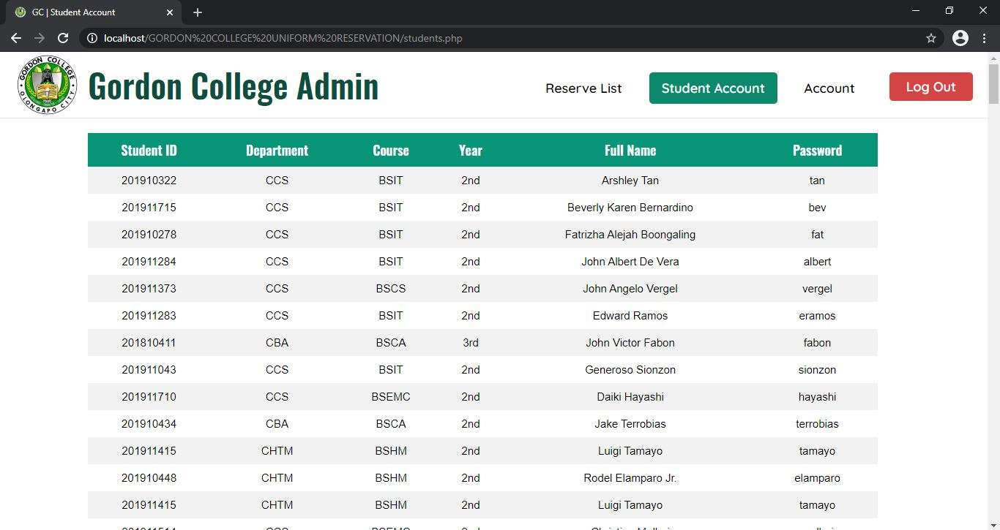 GC | Student Account
localhost/GORDON%20COLLEGE%20UNIFORM%20RESERVATION/students.php
GORDON COLLEGE
OLONGAPO CITY
Gordon College Admin
Reserve List Student Account Account Log Out
Student ID Department Course Year Full Name Password
201910322 CCS BSIT 2nd Arshley Tan tan
201911715 CCS BSIT 2nd Beverly Karen Bernardino bev
201910278 CCS BSIT 2nd Fatrizha Alejah Boongaling fat
201911284 CCS BSIT 2nd John Albert De Vera albert
201911373 CCS BSCS 2nd John Angelo Vergel vergel
201911283 CCS BSIT 2nd Edward Ramos eramos
201810411 CBA BSCA 3rd John Victor Fabon fabon
201911043 CCS BSIT 2nd Generoso Sionzon sionzon
201911710 CCS BSEMC 2nd Daiki Hayashi hayashi
201910434 CBA BSCA 2nd Jake Terrobias terrobias
201911415 CHTM BSHM 2nd Luigi Tamayo tamayo
201910448 CHTM BSHM 2nd Rodel Elamparo Jr. elamparo
201911415 CHTM BSHM 2nd Luigi Tamayo tamayo